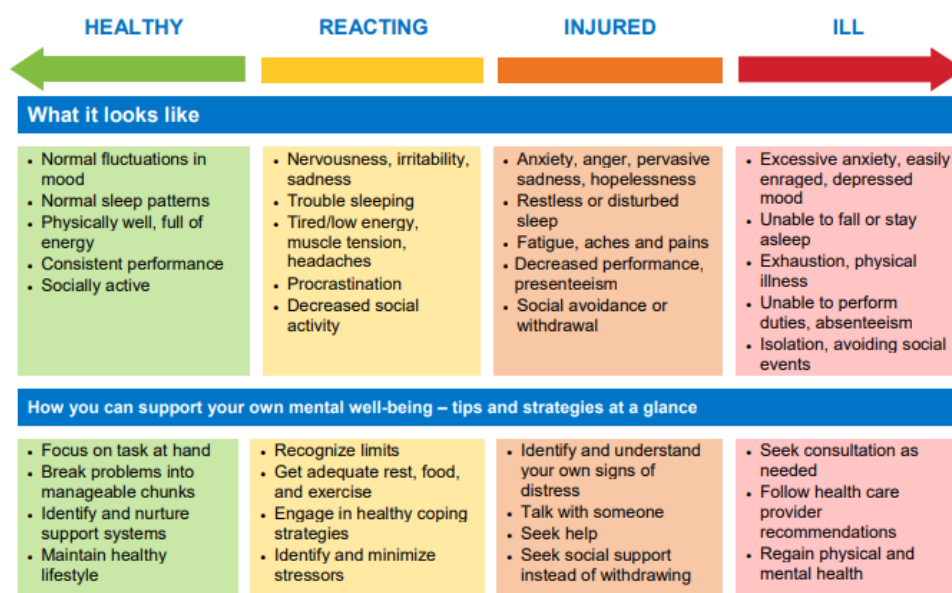 HEALTHY
REACTING
INJURED
ILL
What it looks like
• Normal fluctuations in
mood
• Normal sleep patterns
• Physically well, full of
energy
• Consistent performance
• Socially active
• Nervousness, irritability,
sadness
• Trouble sleeping
• Tired/low energy,
muscle tension,
headaches
• Procrastination
• Decreased social
activity
• Anxiety, anger, pervasive
sadness, hopelessness
• Restless or disturbed
sleep
• Fatigue, aches and pains
• Decreased performance,
presenteeism
• Social avoidance or
withdrawal
• Excessive anxiety, easily
enraged, depressed
mood
• Unable to fall or stay
asleep
• Exhaustion, physical
illness
• Unable to perform
duties, absenteeism
• Isolation, avoiding social
events
How you can support your own mental well-being – tips and strategies at a glance
• Focus on task at hand
• Break problems into
manageable chunks
• Identify and nurture
support systems
• Maintain healthy
lifestyle
• Recognize limits
• Get adequate rest, food,
and exercise
• Engage in healthy coping
strategies
• Identify and minimize
stressors
• Identify and understand
your own signs of
distress
• Talk with someone
• Seek help
• Seek social support
instead of withdrawing
• Seek consultation as
needed
• Follow health care
provider
recommendations
• Regain physical and
mental health